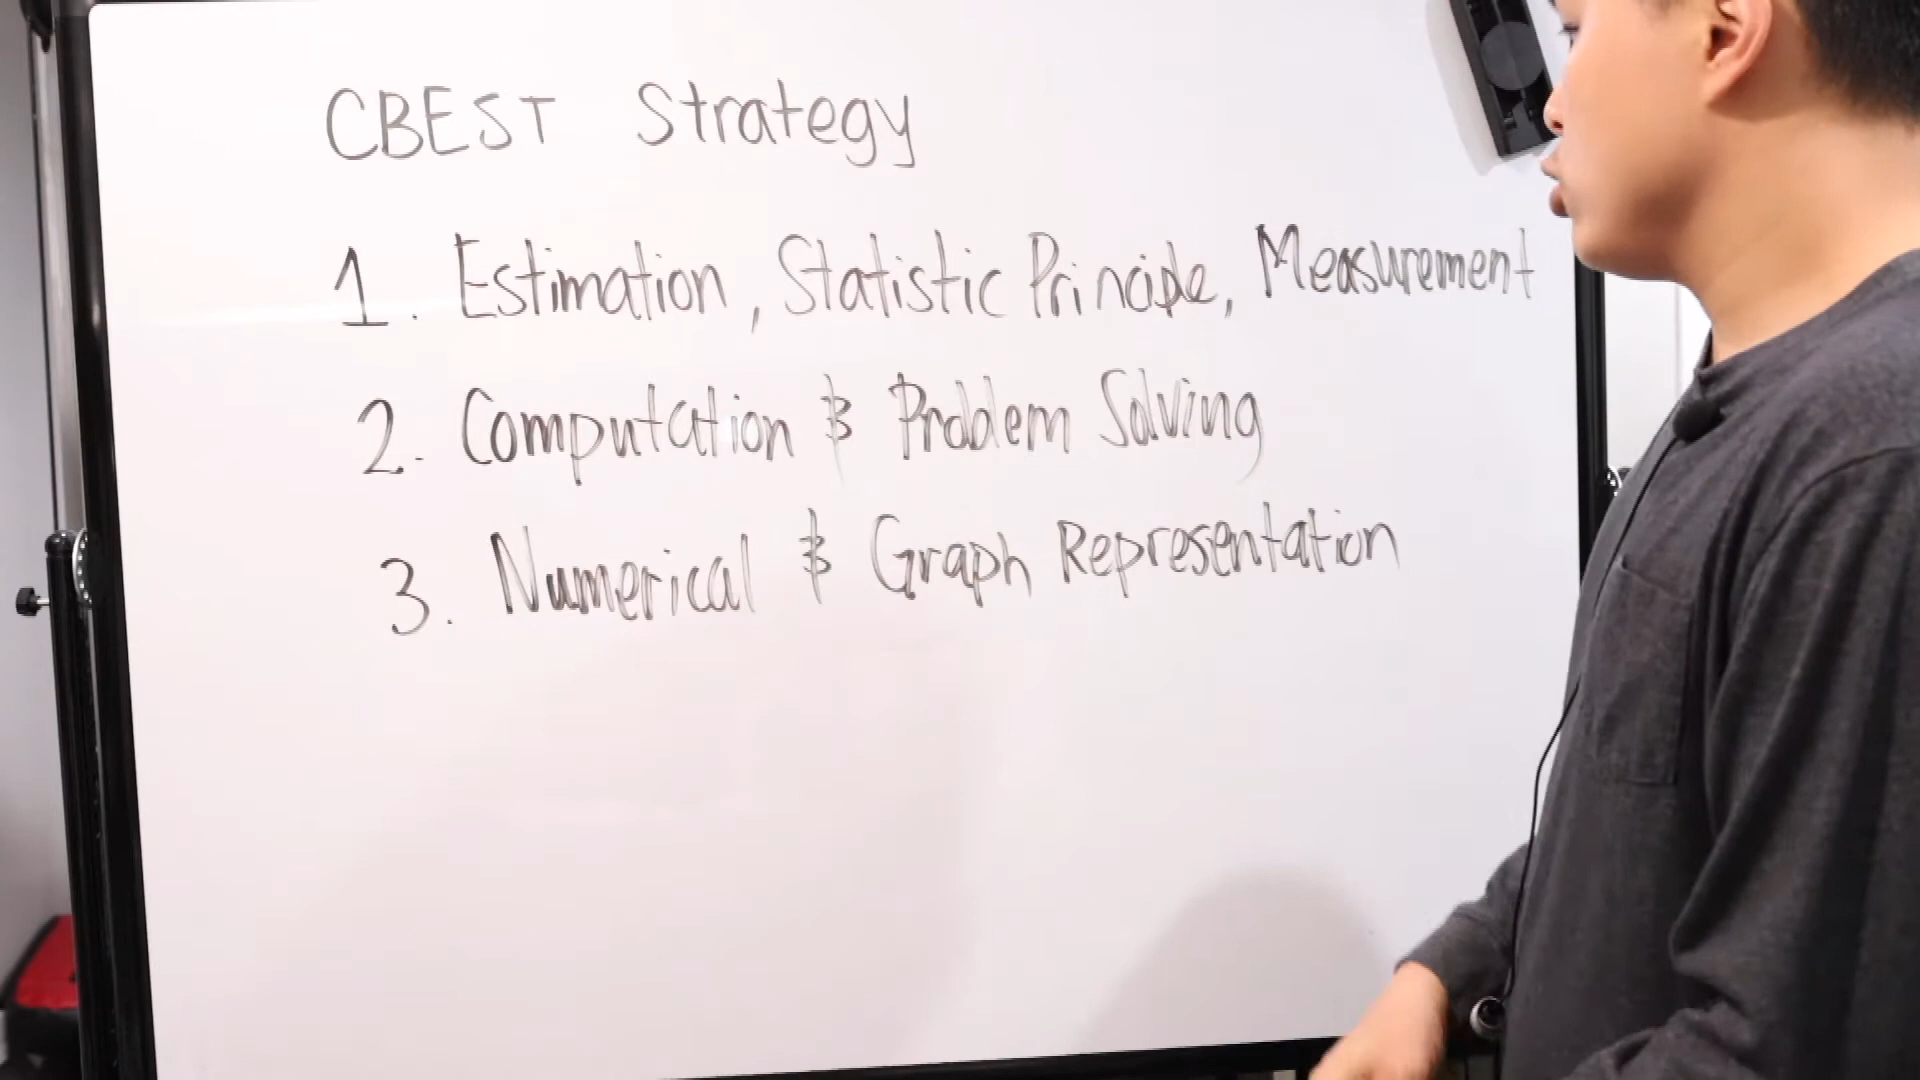 CBEST Strategy
1. Estimation, Statistic Principle, Measurement
2. Computation & Problem Solving
3. Numerical & Graph Representation